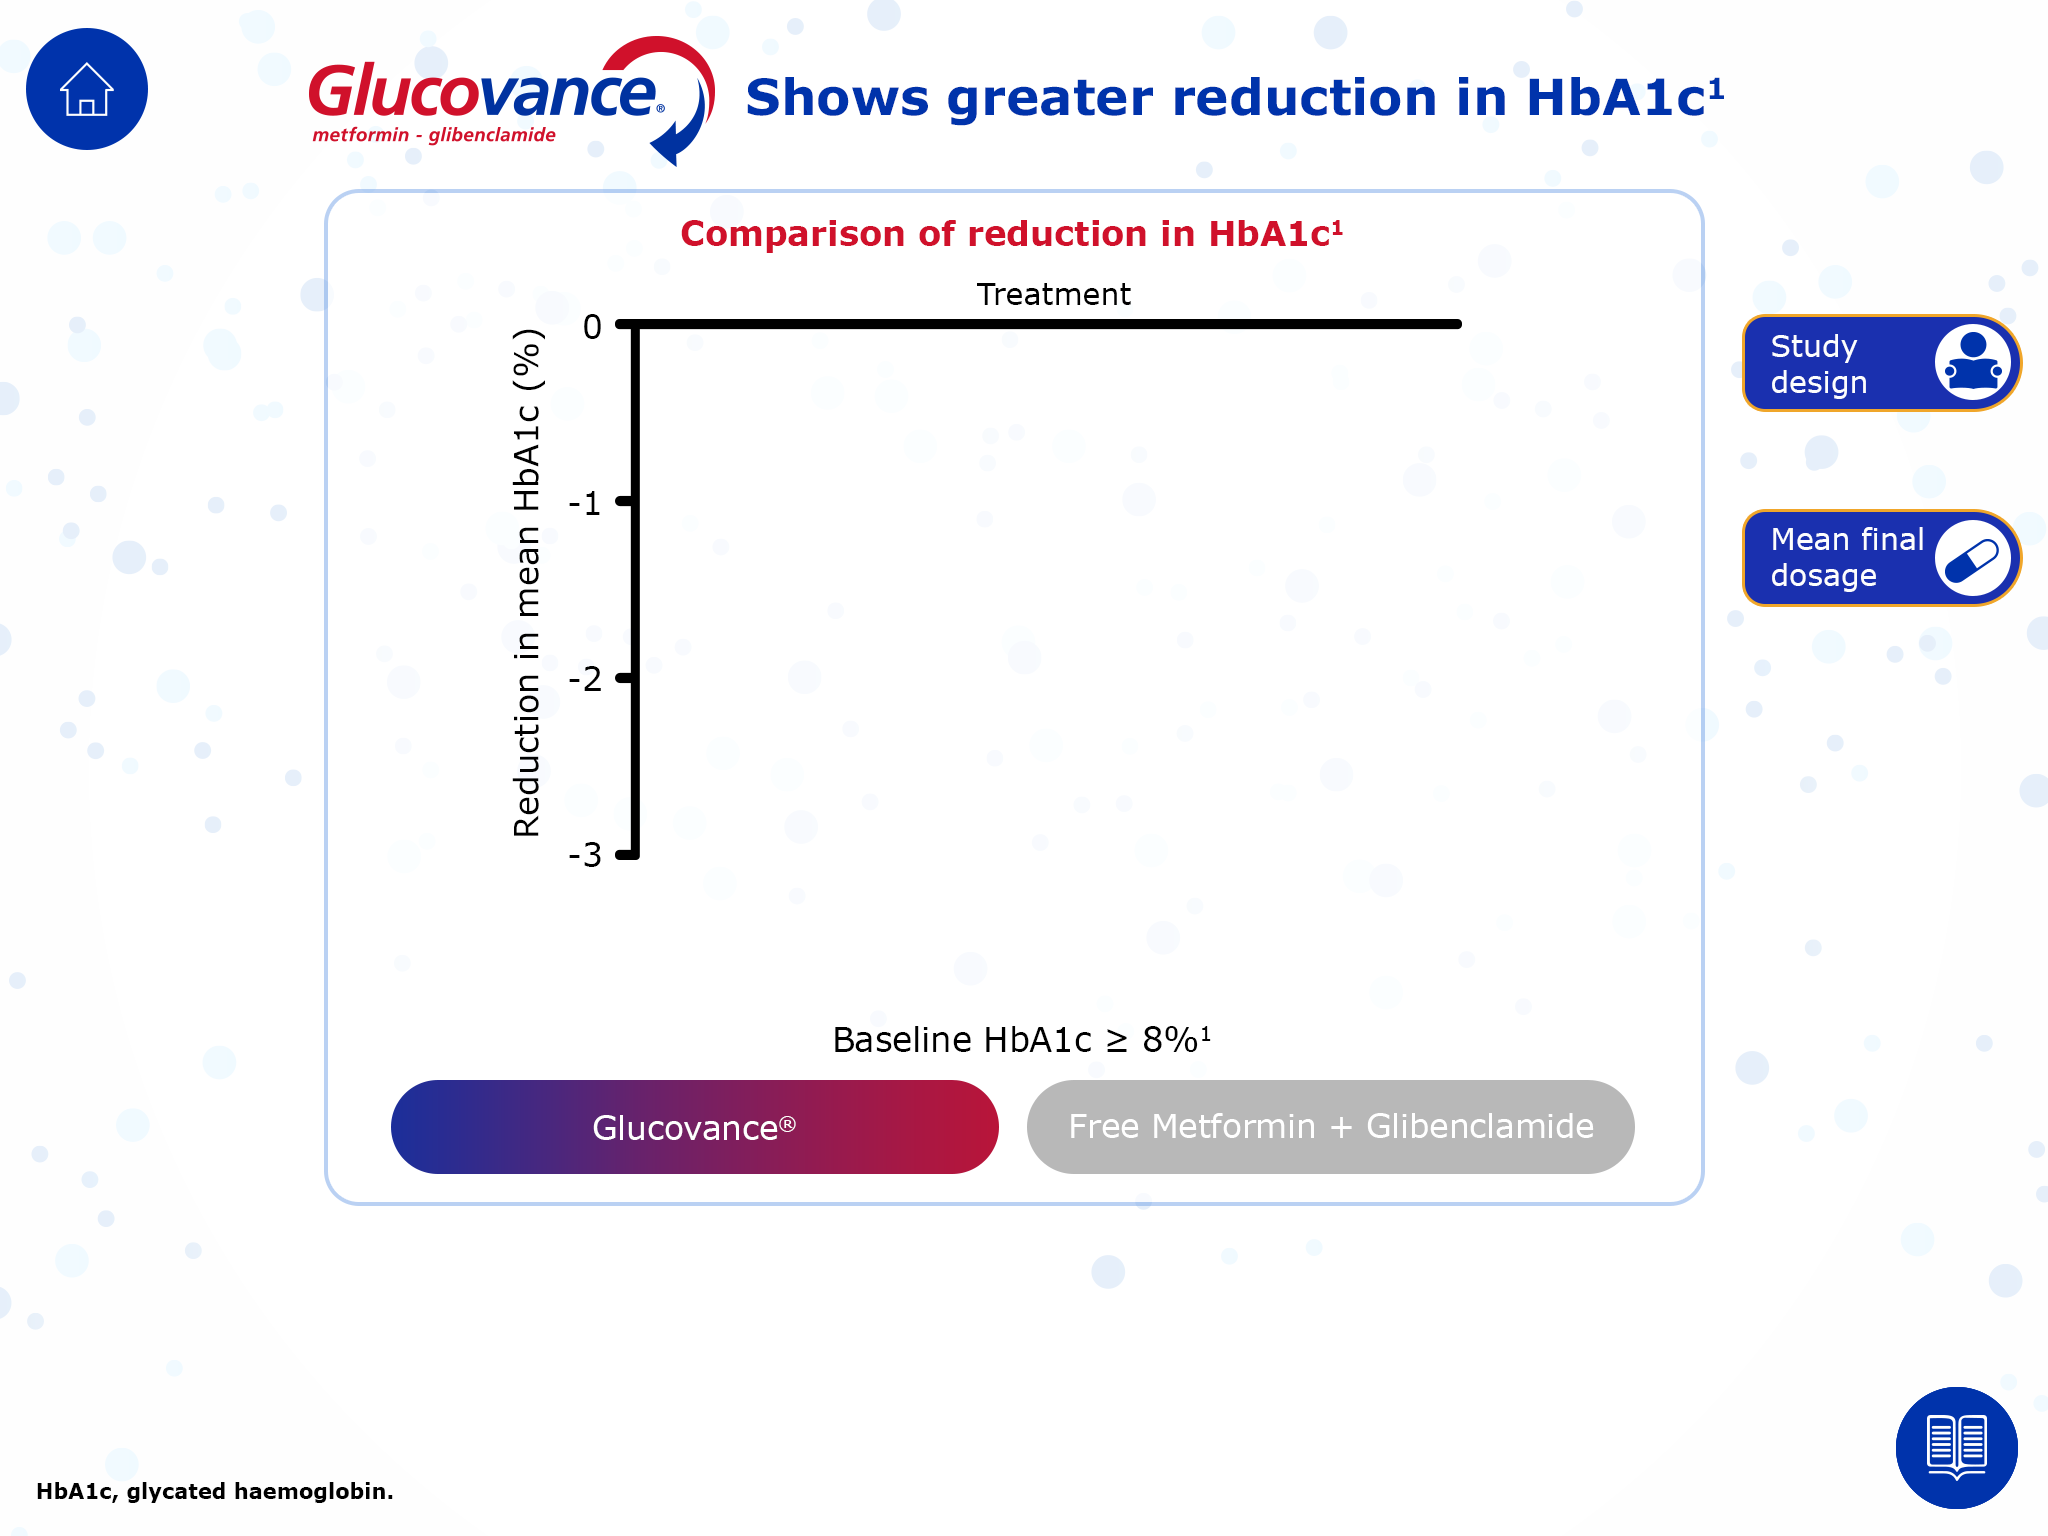 Glucovance®
metformin - glibenclamide
Shows greater reduction in HbA1c¹
Comparison of reduction in HbA1c¹
Treatment
Reduction in mean HbA1c (%)
0
-1
-2
-3
Study
design
Mean final
dosage
Baseline HbA1c ≥ 8%¹
Glucovance®
Free Metformin + Glibenclamide
HbA1c, glycated haemoglobin.